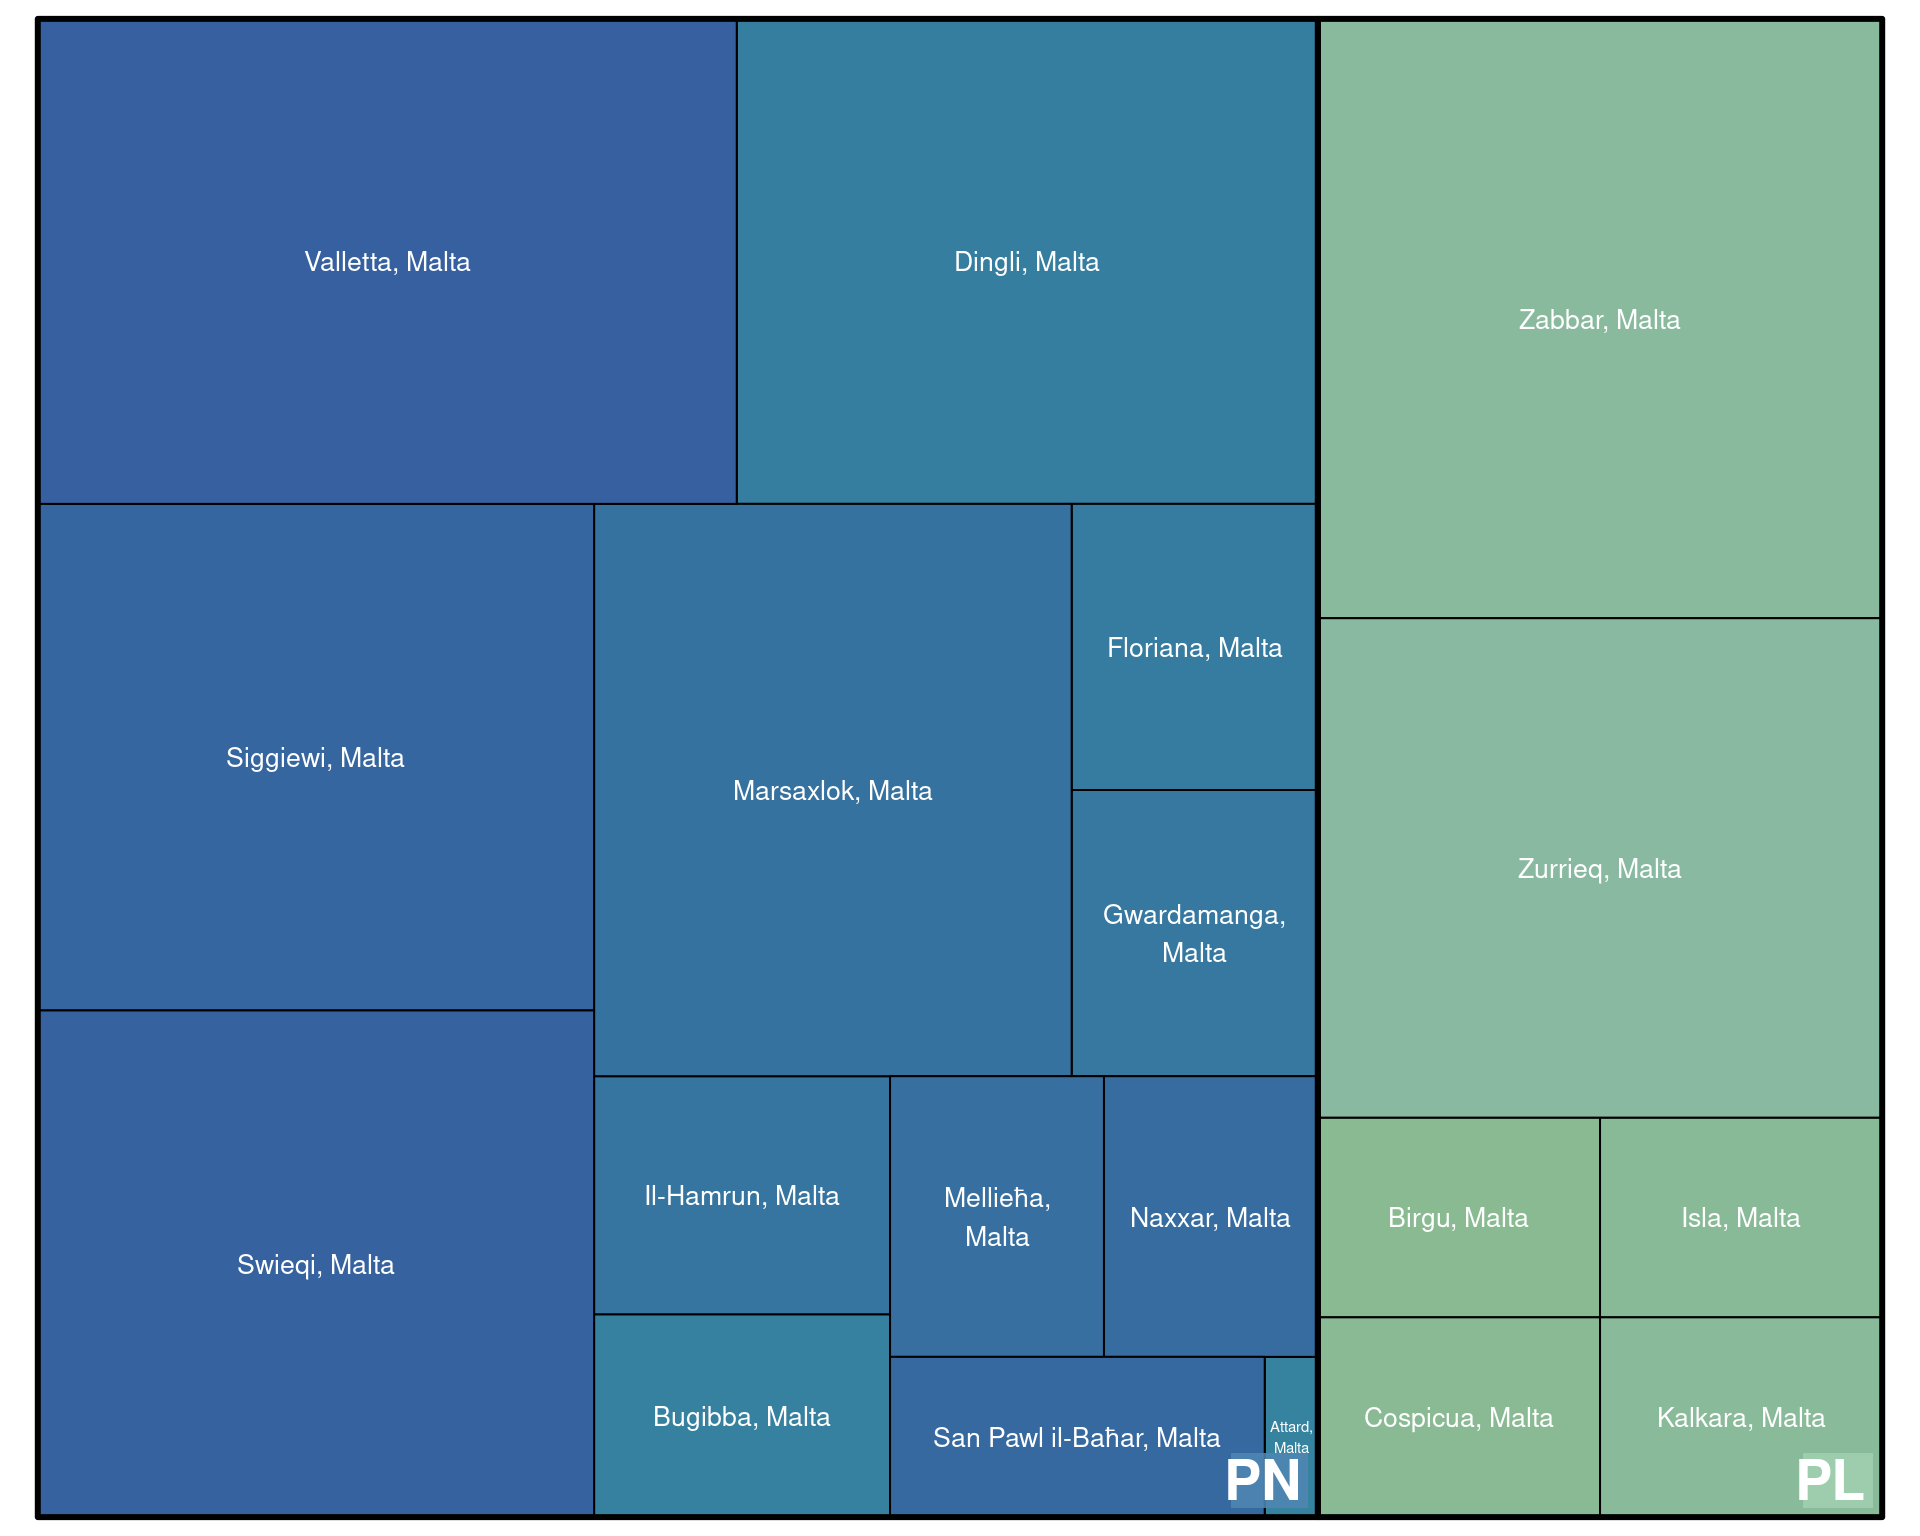 Valletta, Malta
Dingli, Malta
Zabbar, Malta
Siggiewi, Malta
Marsaxlok, Malta
Floriana, Malta
Gwardamanga,
Malta
Zurrieq, Malta
Swieqi, Malta
Il-Hamrun, Malta
Mellieħa,
Malta
Naxxar, Malta
Birgu, Malta
Isla, Malta
Bugibba, Malta
San Pawl il-Baħar, Malta
Attard,
Malta
PN
Cospicua, Malta
Kalkara, Malta
PL